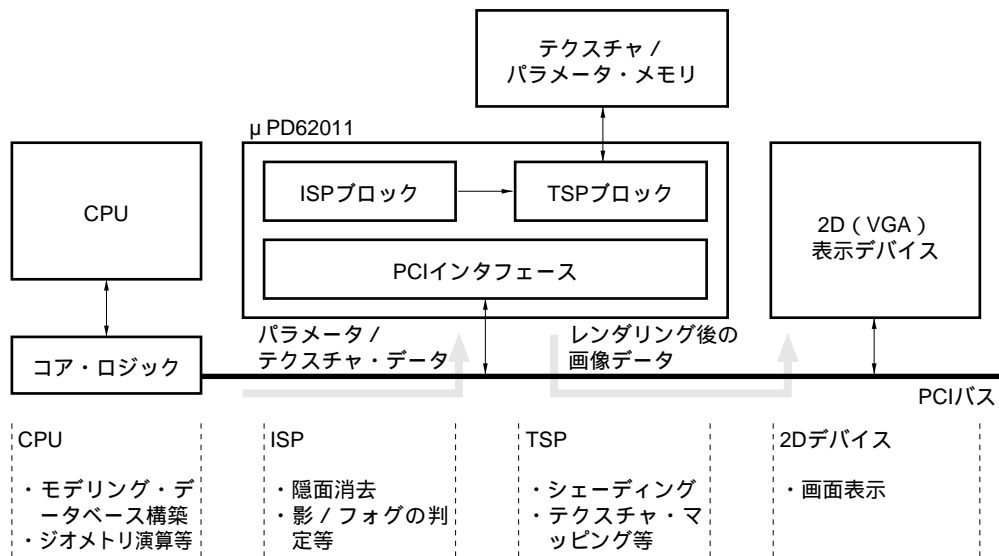 テクスチャ /
パラメータ・メモリ
μ PD62011
CPU
ISPブロック
TSPブロック
PCIインタフェース
2D ( VGA )
表示デバイス
コア・ロジック
パラメータ /
テクスチャ・データ
レンダリング後の
画像データ
PCIバス
CPU
・モデリング・デ
ータベース構築
・ジオメトリ演算等
ISP
・隠面消去
・影 / フォグの判
定等
TSP
・シェーディング
・テクスチャ・マ
ッピング等
2Dデバイス
・画面表示